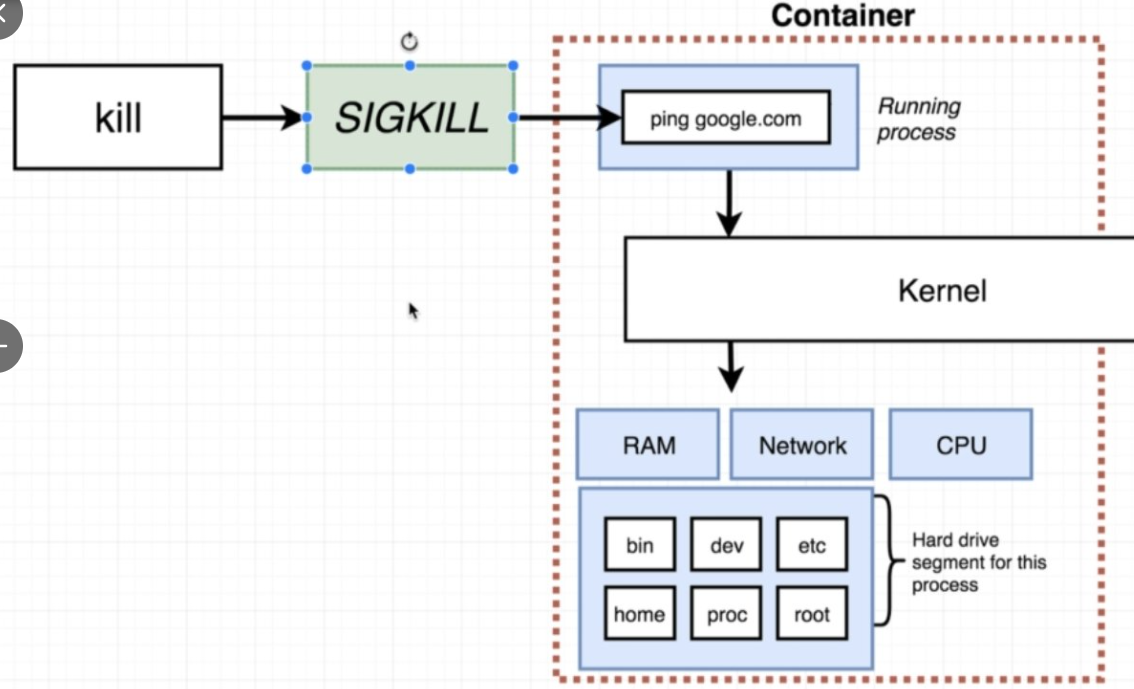 Container
kill
SIGKILL
ping google.com
Running
process
Kernel
RAM
Network
CPU
bin
dev
etc
home
proc
root
Hard drive
segment for this
process